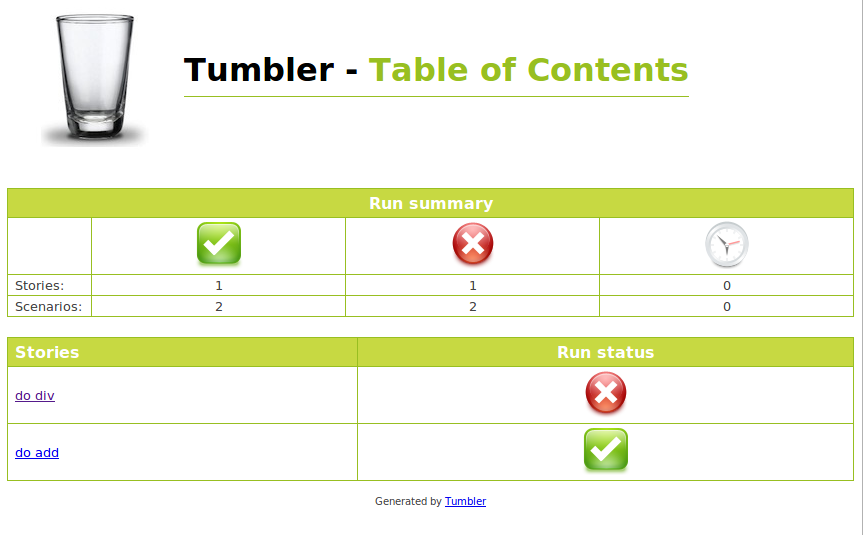 Tumbler - Table of Contents
Run summary
Stories: 1 1 0
Scenarios: 2 2 0
Stories Run status
do div
do add
Generated by Tumbler